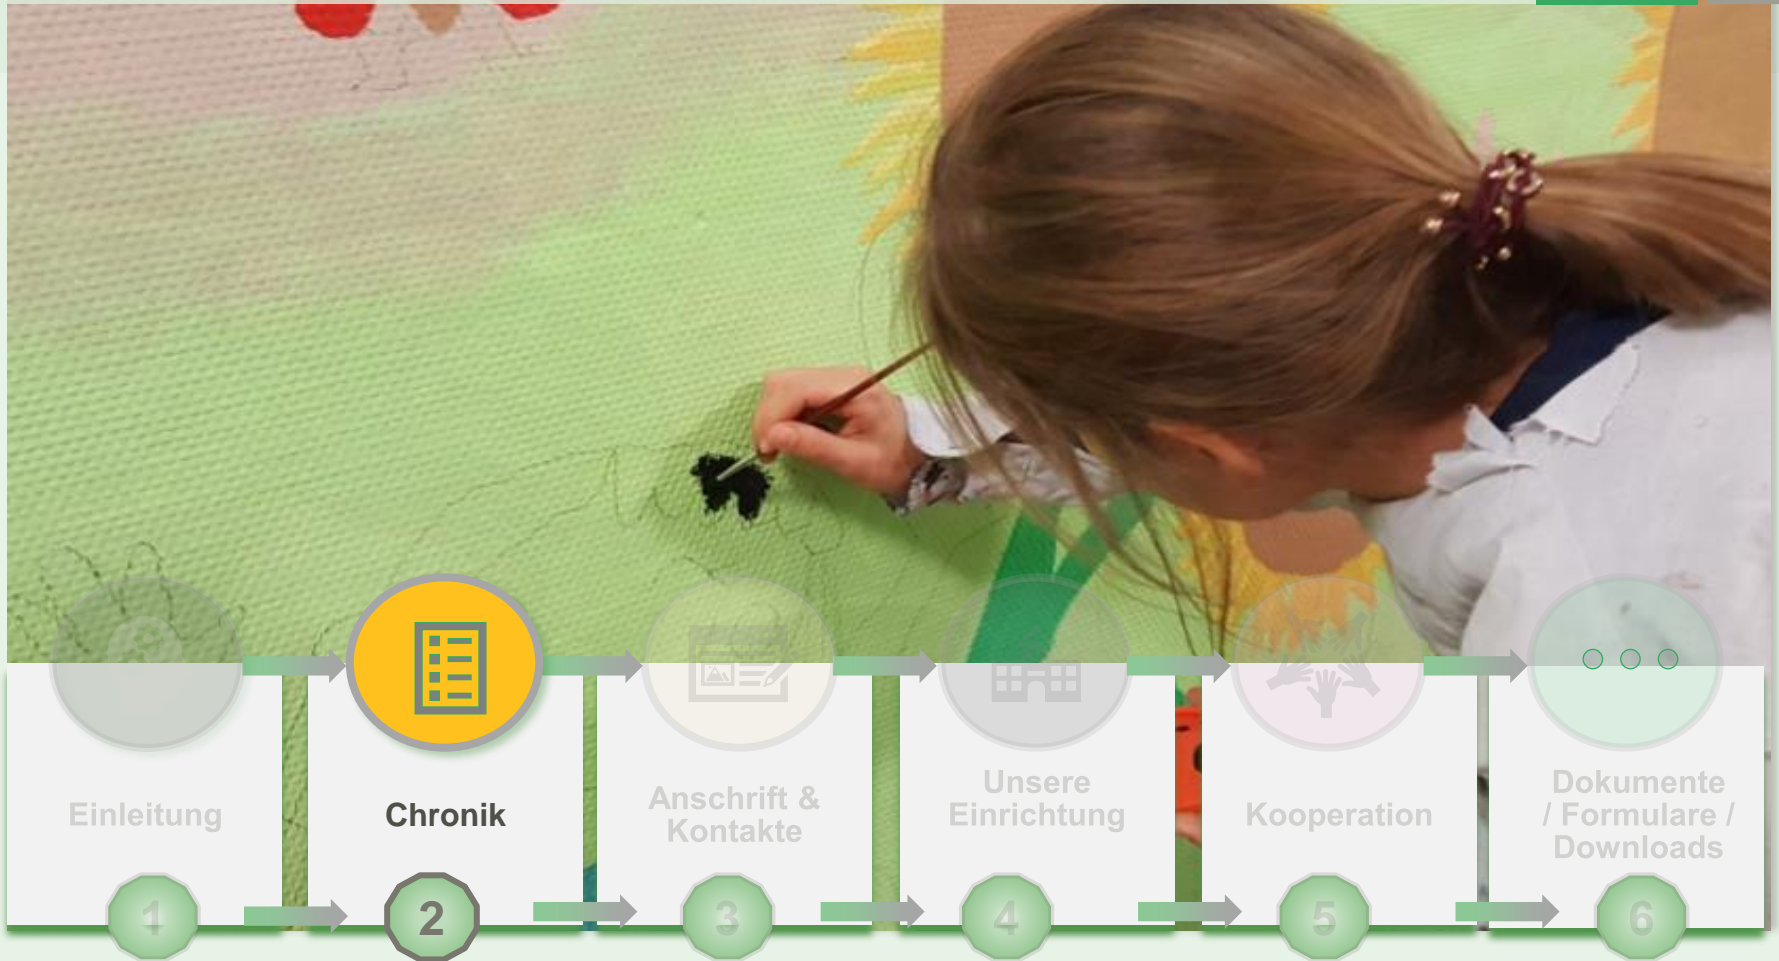 Einleitung
Chronik
Anschrift &
Kontakte
Unsere
Einrichtung
Kooperation
Dokumente
/ Formulare /
Downloads
1
2
3
4
5
6